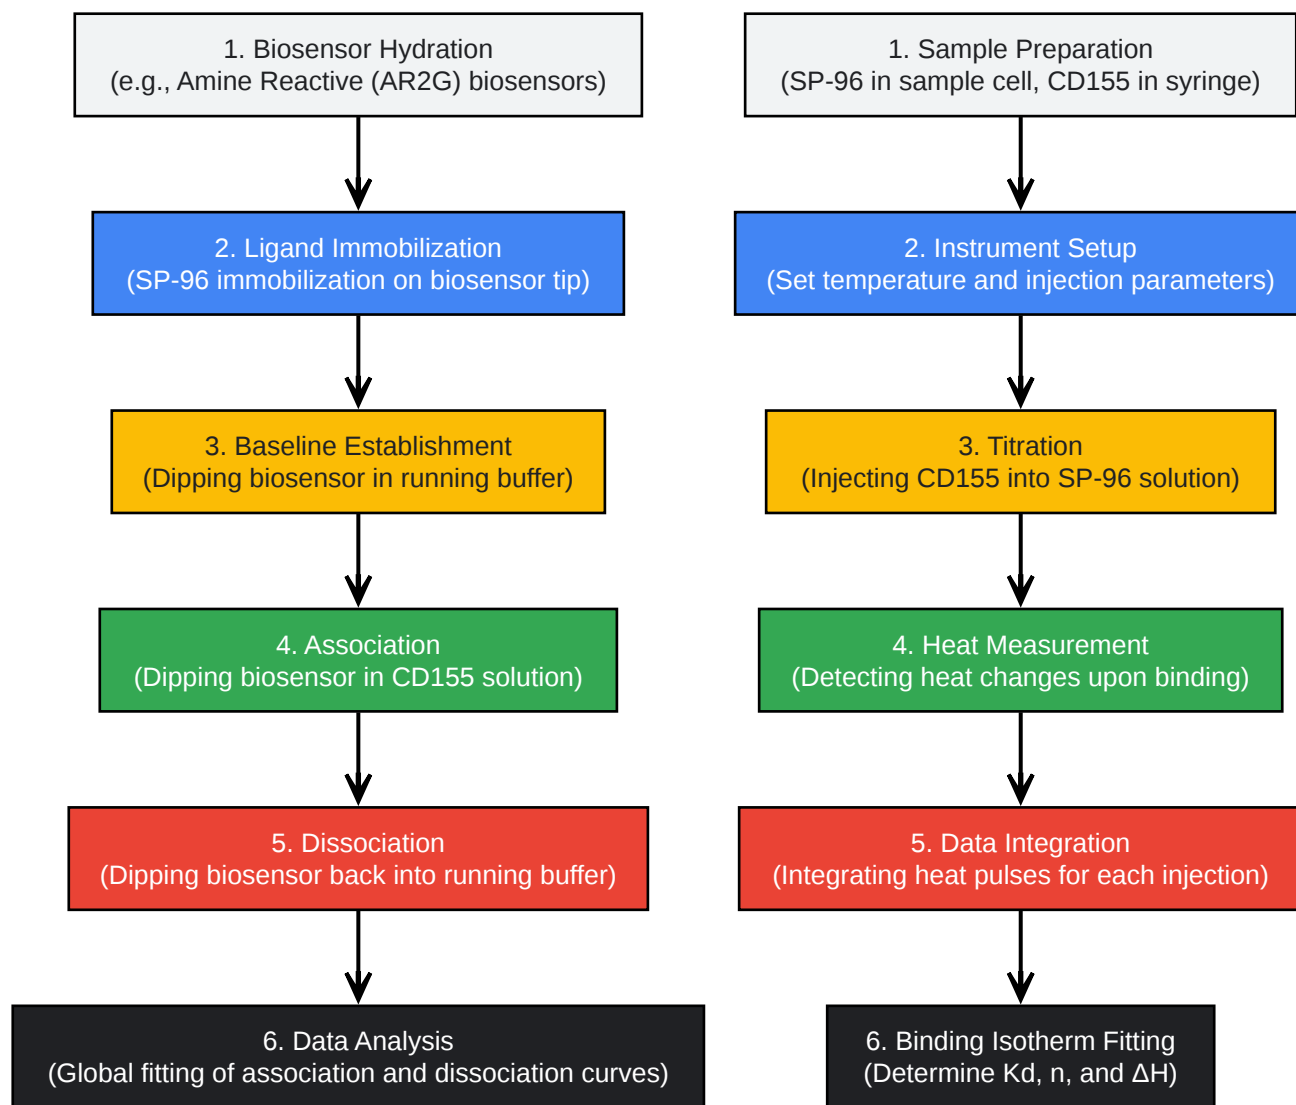 1. Biosensor Hydration
(e.g., Amine Reactive (AR2G) biosensors)
2. Ligand Immobilization
(SP-96 immobilization on biosensor tip)
3. Baseline Establishment
(Dipping biosensor in running buffer)
4. Association
(Dipping biosensor in CD155 solution)
5. Dissociation
(Dipping biosensor back into running buffer)
6. Data Analysis
(Global fitting of association and dissociation curves)
1. Sample Preparation
(SP-96 in sample cell, CD155 in syringe)
2. Instrument Setup
(Set temperature and injection parameters)
3. Titration
(Injecting CD155 into SP-96 solution)
4. Heat Measurement
(Detecting heat changes upon binding)
5. Data Integration
(Integrating heat pulses for each injection)
6. Binding Isotherm Fitting
(Determine Kd, n, and ΔH)